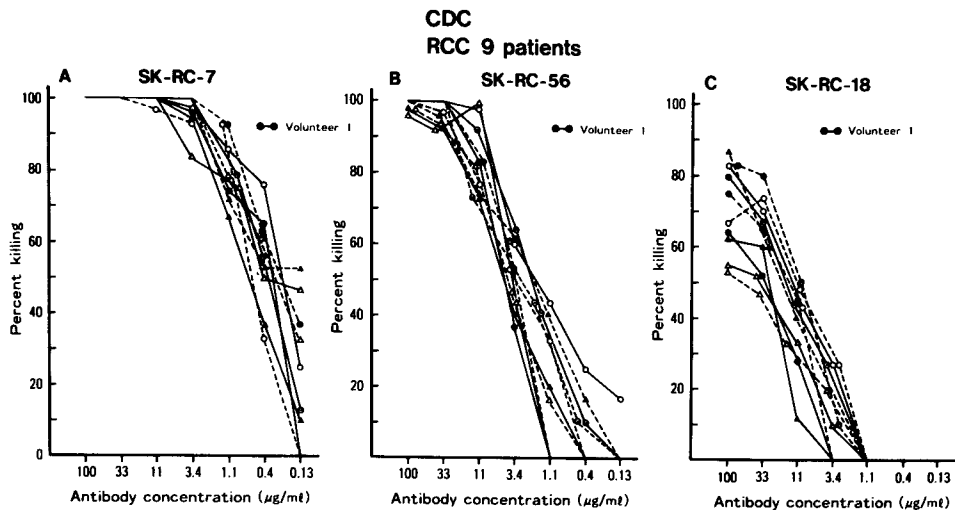 CDC
RCC 9 patients
A
SK-RC-7
Volunteer 1
Percent killing
100
80
60
40
20
0
100 33 11 3.4 1.1 0.4 0.13
Antibody concentration (μg/mℓ)
B
SK-RC-56
Volunteer 1
Percent killing
100
80
60
40
20
100 33 11 3.4 1.1 0.4 0.13
Antibody concentration (μg/mℓ)
C
SK-RC-18
Volunteer 1
Percent killing
100
80
60
40
20
100 33 11 3.4 1.1 0.4 0.13
Antibody concentration (μg/mℓ)